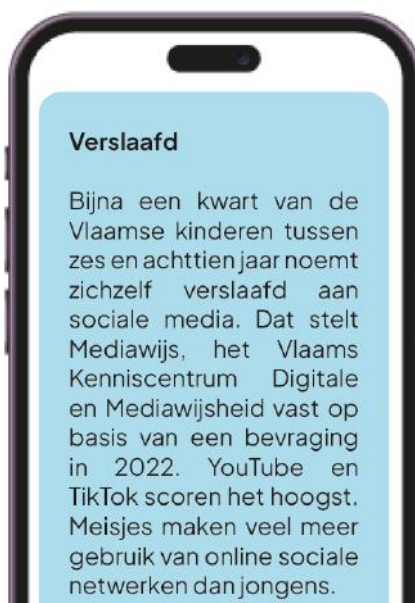 Verslaafd
Bijna een kwart van de
Vlaamse kinderen tussen
zes en achttien jaar noemt
zichzelf verslaafd aan
sociale media. Dat stelt
Mediawijs, het Vlaams
Kenniscentrum Digitale
en Mediawijsheid vast op
basis van een bevraging
in 2022. YouTube en
TikTok scoren het hoogst.
Meisjes maken veel meer
gebruik van online sociale
netwerken dan jongens.